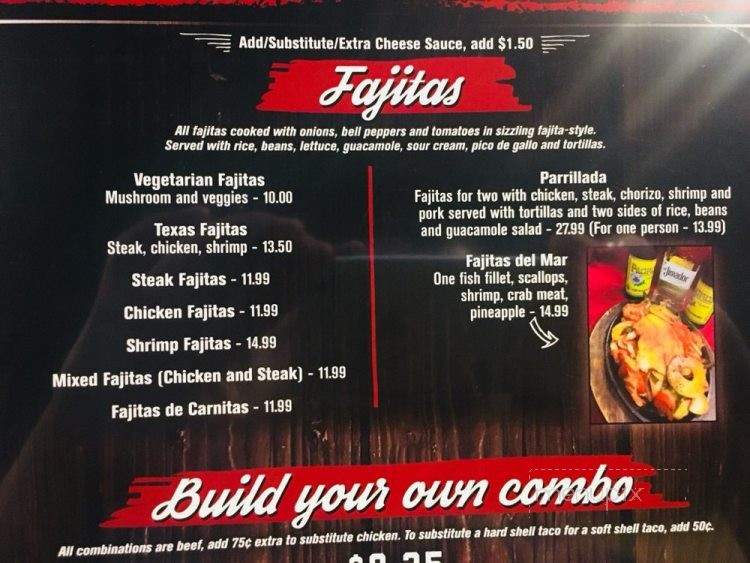 Add/Substitute/Extra Cheese Sauce, add $1.50
Fajitas
All fajitas cooked with onions, bell peppers and tomatoes in sizzling fajita-style.
Served with rice, beans, lettuce, guacamole, sour cream, pico de gallo and tortillas.
Vegetarian Fajitas
Mushroom and veggies - 10.00
Texas Fajitas
Steak, chicken, shrimp - 13.50
Steak Fajitas - 11.99
Chicken Fajitas - 11.99
Shrimp Fajitas - 14.99
Mixed Fajitas (Chicken and Steak) - 11.99
Fajitas de Carnitas - 11.99
Parrillada
Fajitas for two with chicken, steak, chorizo, shrimp and
pork served with tortillas and two sides of rice, beans
and guacamole salad - 27.99 (For one person - 13.99)
Fajitas del Mar
One fish fillet, scallops,
shrimp, crab meat,
pineapple - 14.99
Jimador
Build your own combo
All combinations are beef, add 75¢ extra to substitute chicken. To substitute a hard shell taco for a soft shell taco, add 50¢.